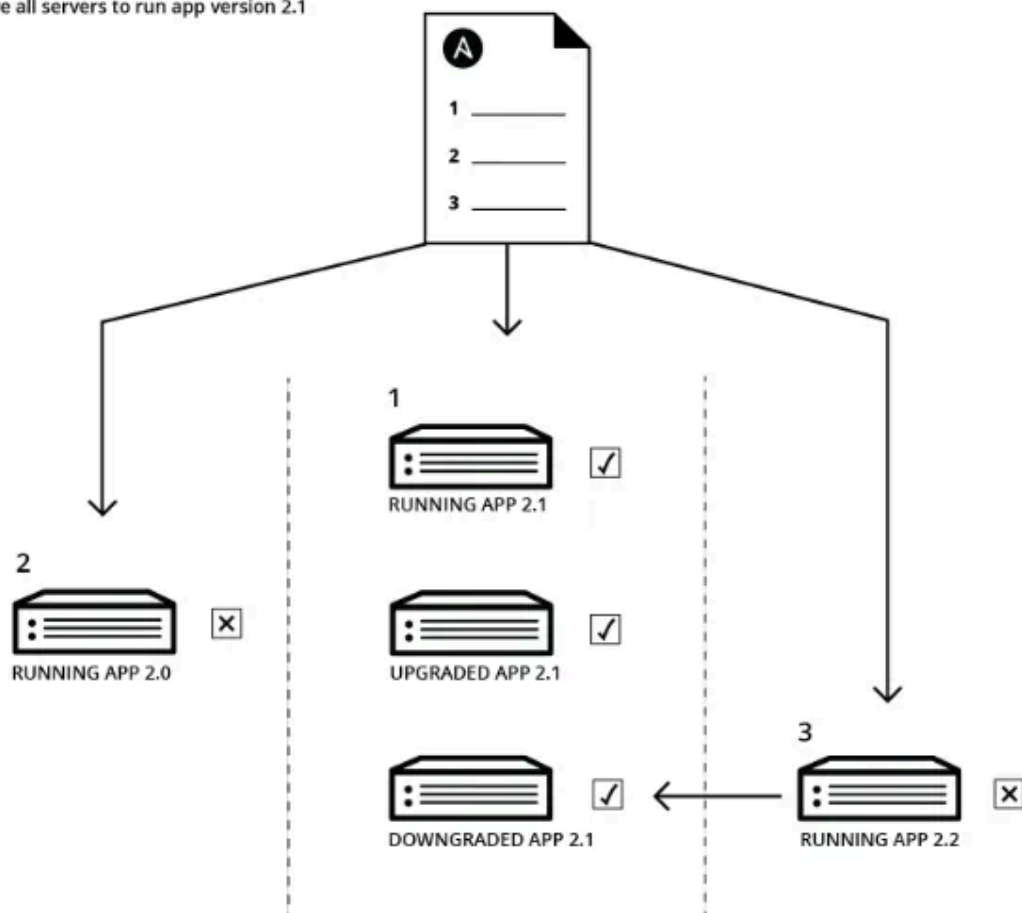 all servers to run app version 2.1
1
2
3
1
RUNNING APP 2.1
2
RUNNING APP 2.0
UPGRADED APP 2.1
3
DOWNGRADED APP 2.1
RUNNING APP 2.2